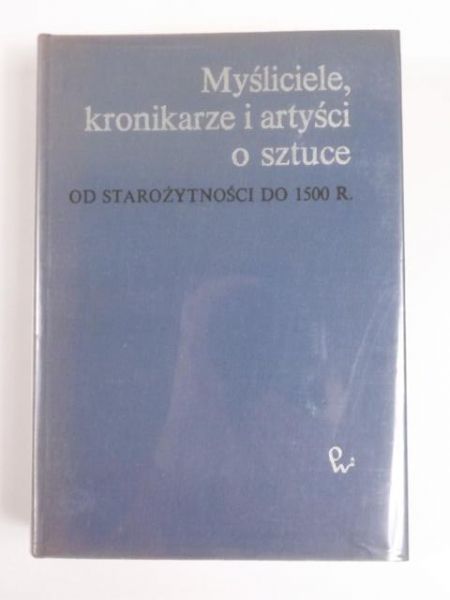 Myśliciele,
kronikarze i artyści
o sztuce
OD STAROŻYTNOŚCI DO 1500 R.